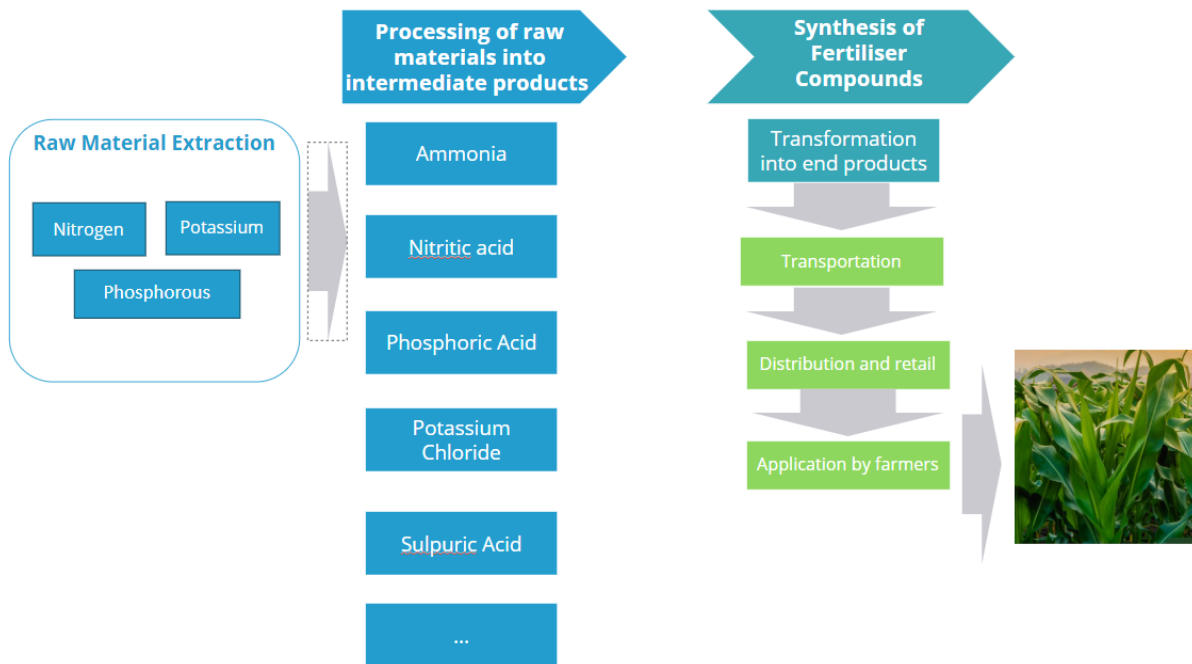 Processing of raw
materials into
intermediate products
Synthesis of
Fertiliser
Compounds
Raw Material Extraction
Nitrogen
Potassium
Phosphorous
Ammonia
Nitritic acid
Phosphoric Acid
Potassium
Chloride
Sulpuric Acid
...
Transformation
into end products
Transportation
Distribution and retail
Application by farmers